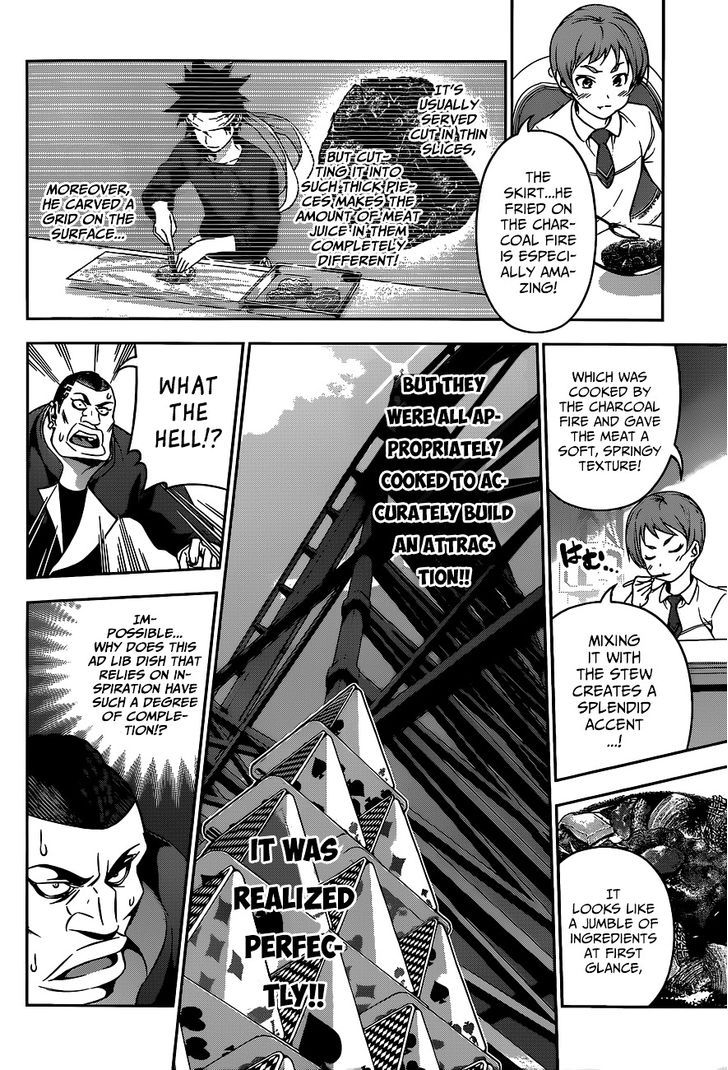 THE
SKIRT...HE
FRIED ON
THE CHAR-
COAL FIRE
IS ESPECI-
ALLY AMA-
ZING!
IT'S
USUALLY
SERVED
CUT IN THIN
SLICES,
BUT CUT-
TING IT INTO
SUCH THICK PIE-
CES MAKES THE
AMOUNT OF MEAT
JUICE IN THEM
COMPLETELY
DIFFERENT!
MOREOVER,
HE CARVED A
GRID ON THE
SURFACE...
WHICH WAS
COOKED BY
THE CHARCOAL
FIRE AND GAVE
THE MEAT A
SOFT, SPRINGY
TEXTURE!
はむ...
MIXING
IT WITH
THE STEW
CREATES A
SPLENDID
ACCENT
...!
IT
LOOKS LIKE
A JUMBLE OF
INGREDIENTS
AT FIRST
GLANCE,
BUT THEY
WERE ALL AP-
PROPRIATELY
COOKED TO AC-
CURATELY BUILD
AN ATTRAC-
TION!!
IT WAS
REALIZED
PERFEC-
TLY!!
WHAT
THE
HELL!?
IM-
POSSIBLE...
WHY DOES THIS
AD LIB DISH THAT
RELIES ON IN-
SPIRATION HAVE
SUCH A DEGREE
OF COMPLE-
TION!?